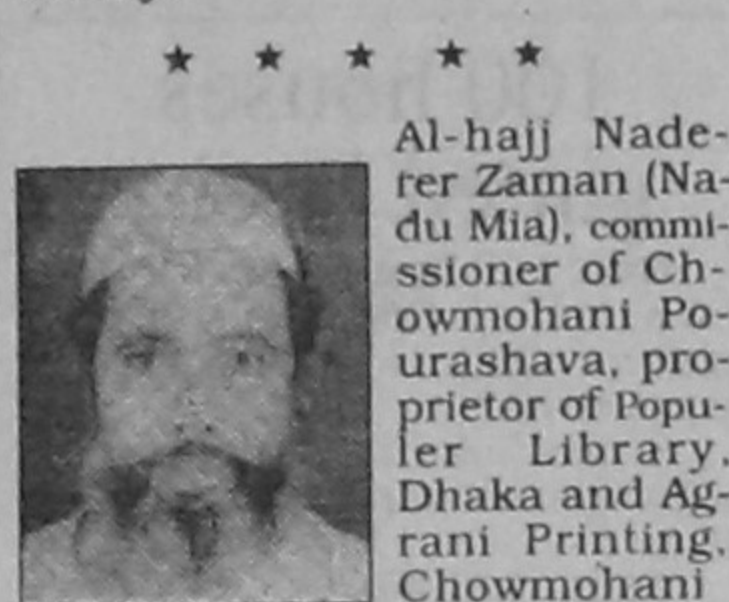 Al-hajj Nade-
rer Zaman (Na-
du Mia), commi-
ssioner of Ch-
owmohani Po-
urashava, pro-
prietor of Popu-
ler Library,
Dhaka and Ag-
rani Printing,
Chowmohani